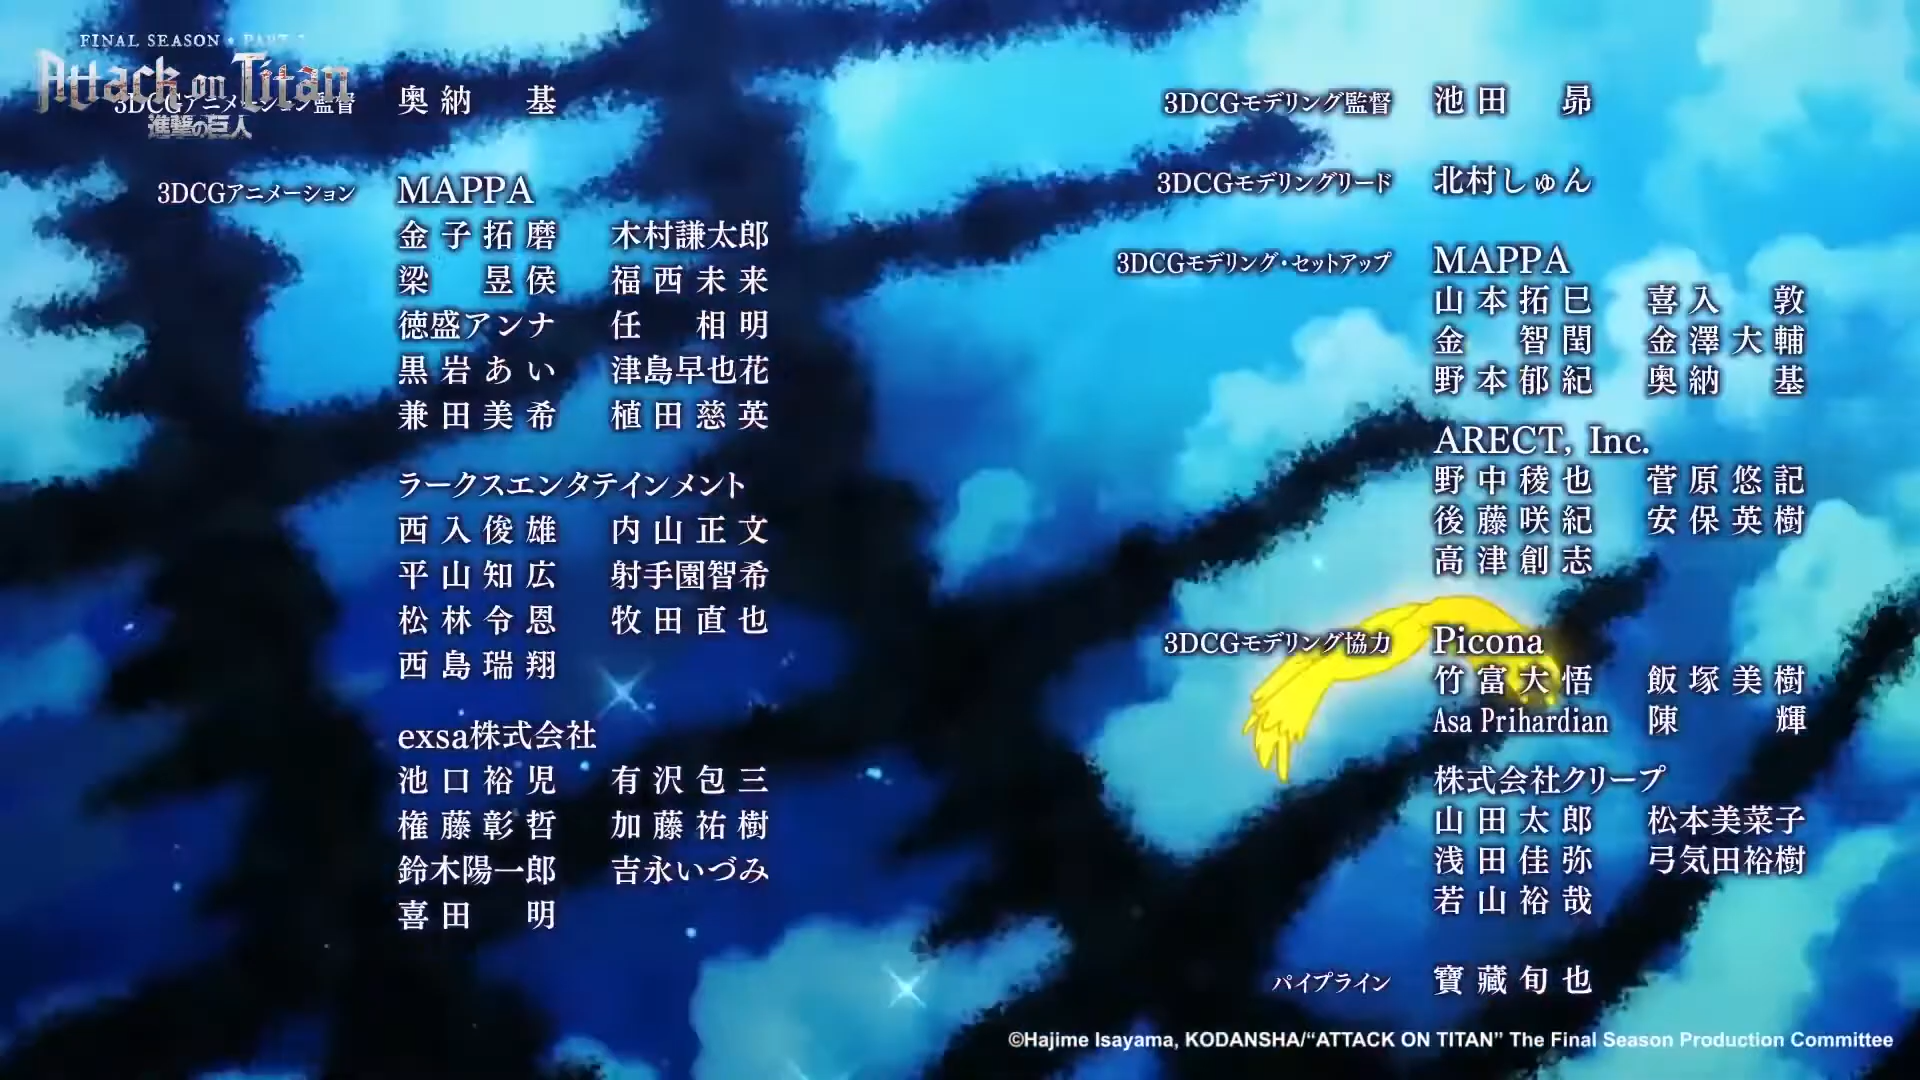 FINAL SEASON • PART
Attack on Titan
進撃の巨人
3DCGアニメーション監督 奥納 基
3DCGアニメーション MAPPA
金子拓磨 木村謙太郎
梁 昱侯 福西未来
徳盛アンナ 任 相明
黒岩あい 津島早也花
兼田美希 植田慈英
ラークスエンタテインメント
西入俊雄 内山正文
平山知広 射手園智希
松林令恩 牧田直也
西島瑞翔
exsa株式会社
池口裕児 有沢包三
権藤彰哲 加藤祐樹
鈴木陽一郎 吉永いづみ
喜田 明
3DCGモデリング監督 池田 昴
3DCGモデリングリード 北村しゅん
3DCGモデリング・セットアップ MAPPA
山本拓巳 喜入 敦
金 智閏 金澤大輔
野本郁紀 奥納 基
ARECT, Inc.
野中稜也 菅原悠記
後藤咲紀 安保英樹
高津創志
3DCGモデリング協力 Picona
竹富大悟 飯塚美樹
Asa Prihardian 陳 輝
株式会社クリープ
山田太郎 松本美菜子
浅田佳弥 弓気田裕樹
若山裕哉
パイプライン 寶藏旬也
©Hajime Isayama, KODANSHA/“ATTACK ON TITAN” The Final Season Production Committee